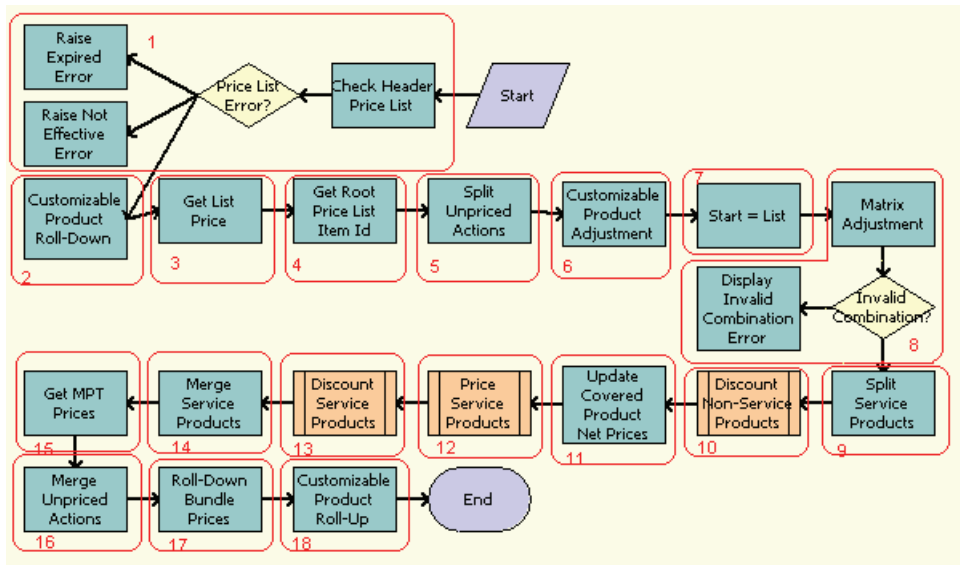 Raise
Expired
Error
1
Price List
Error?
Check Header
Price List
Start
Raise Not
Effective
Error
Customizable
Product
Roll-Down
2
Get List
Price
3
Get Root
Price List
Item Id
4
Split
Unpriced
Actions
5
Customizable
Product
Adjustment
6
7
Start = List
Matrix
Adjustment
Display
Invalid
Combination
Error
Invalid
Combination?
8
Split
Service
Products
9
Discount
Non-Service
Products
10
Update
Covered
Product
Net Prices
11
Price
Service
Products
12
Discount
Service
Products
13
Merge
Service
Products
14
Get MPT
Prices
15
Merge
Unpriced
Actions
16
Roll-Down
Bundle
Prices
17
Customizable
Product
Roll-Up
18
End